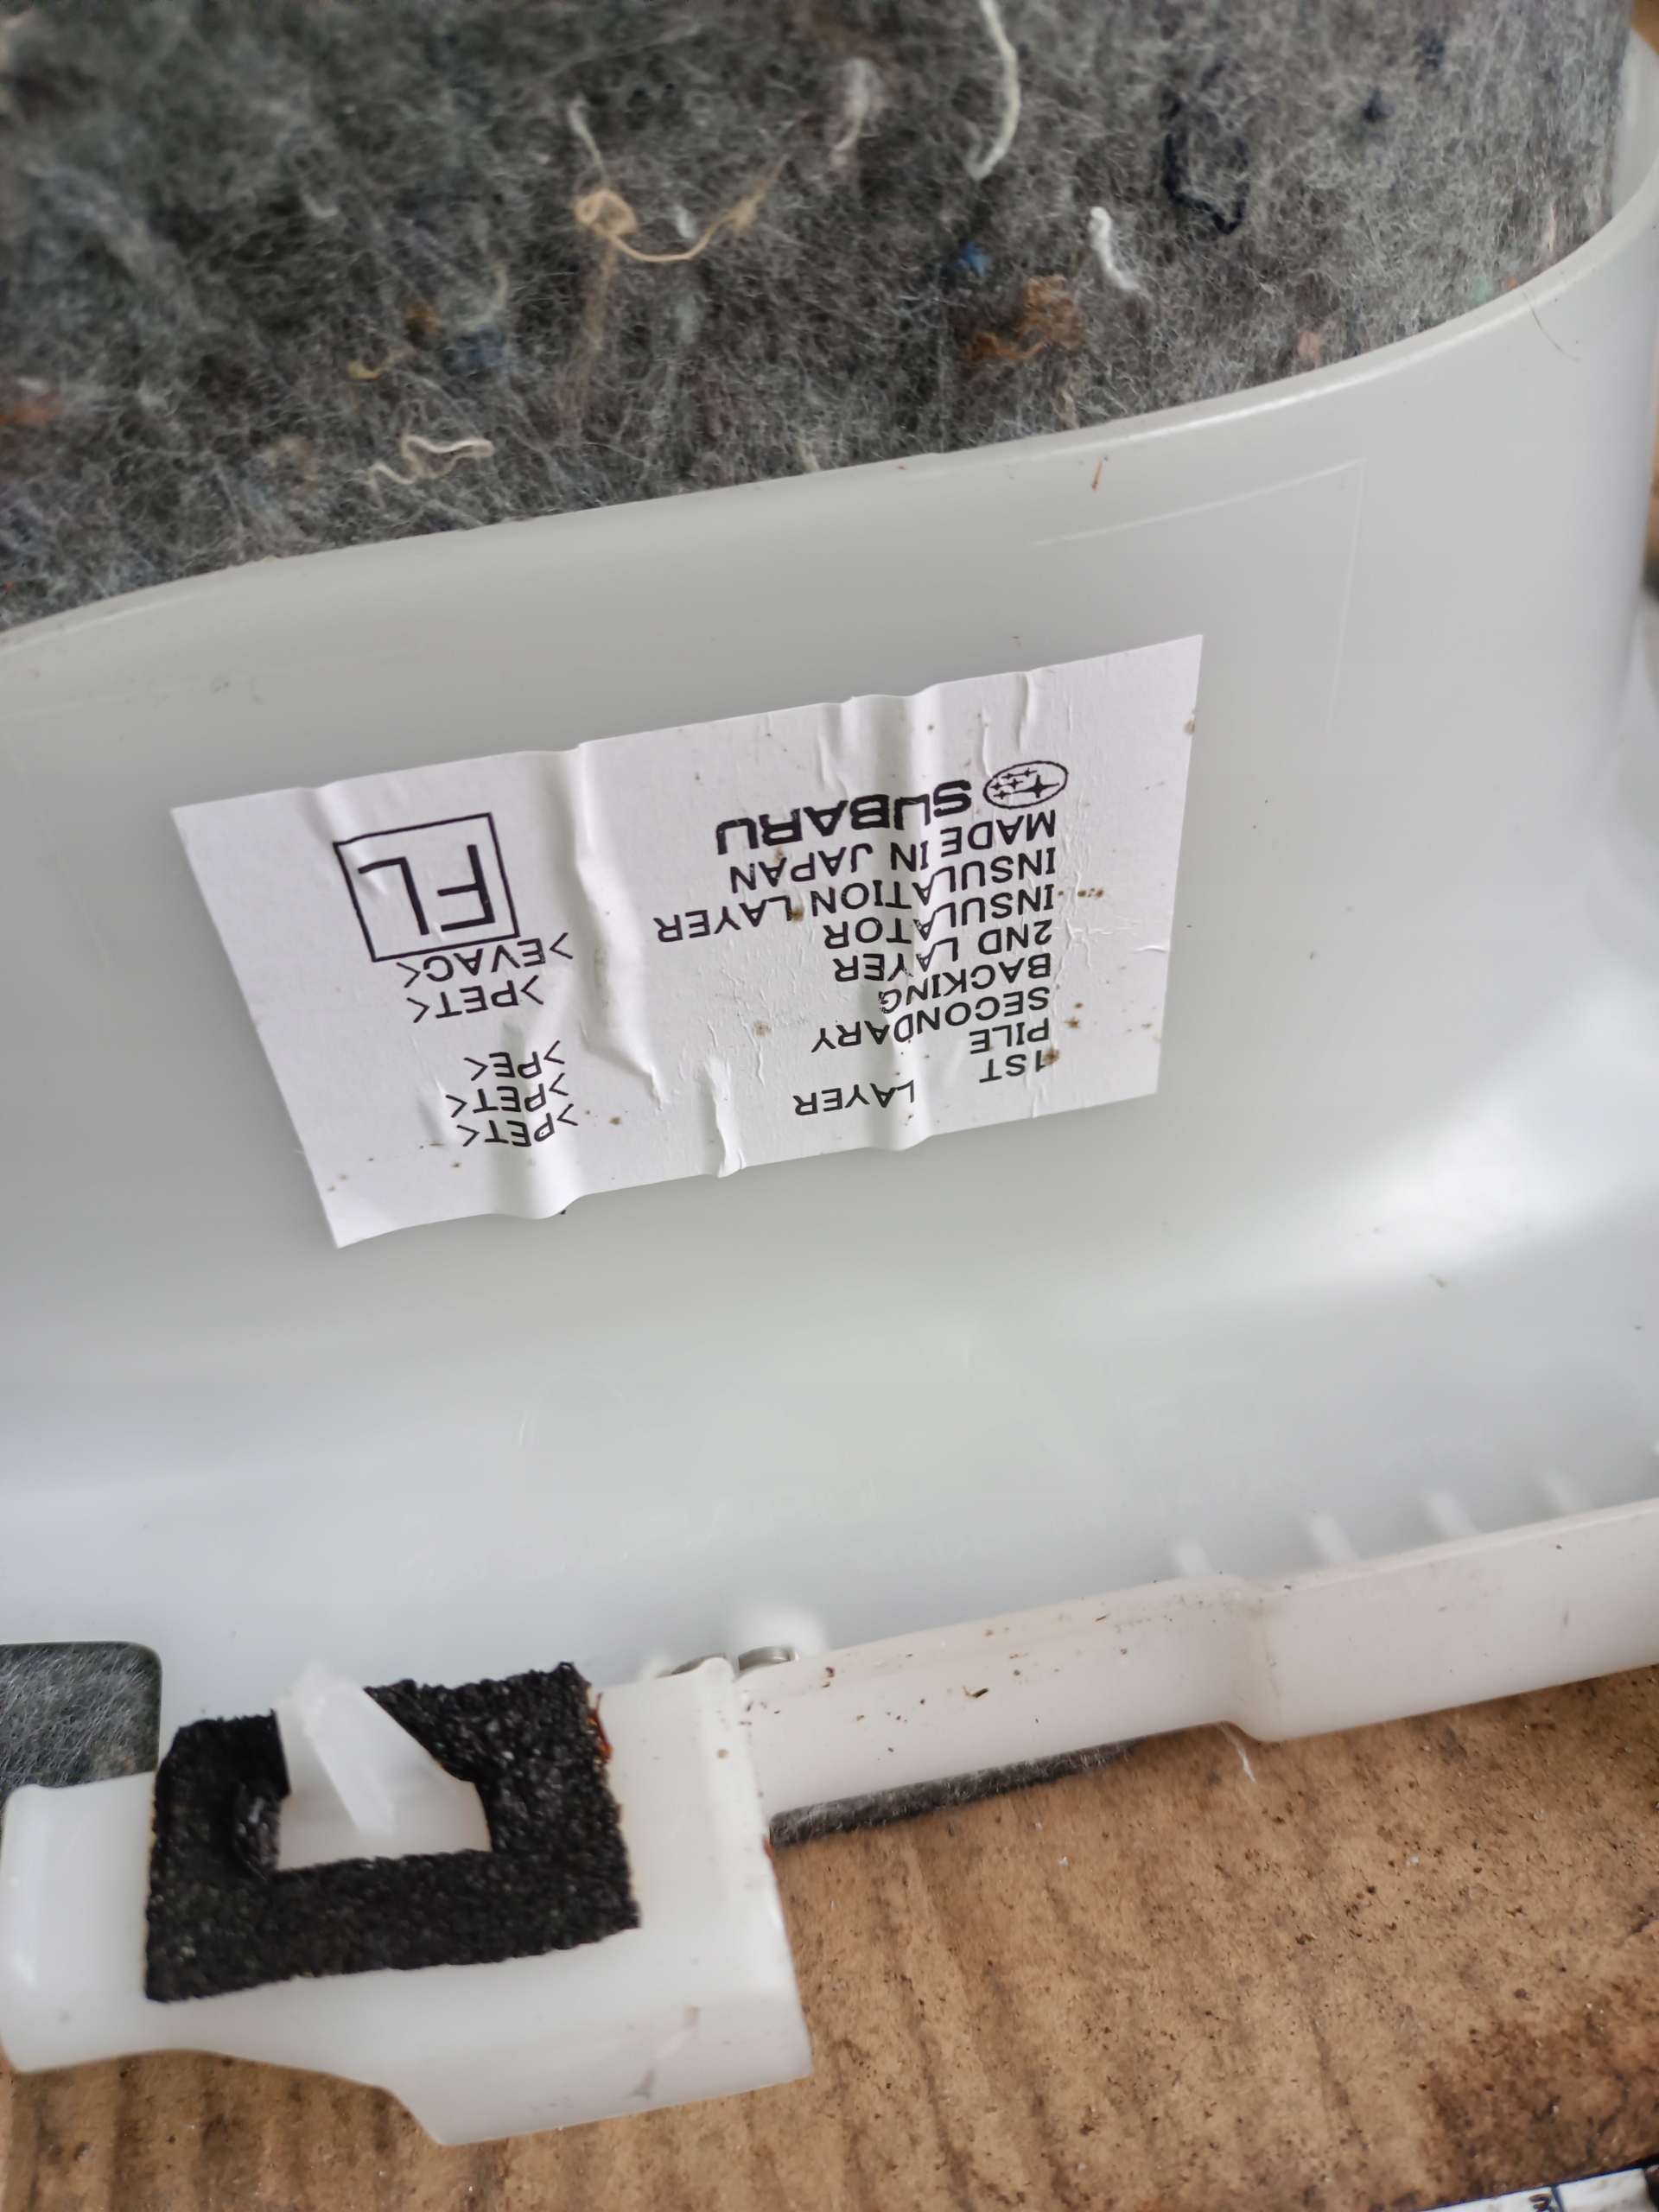 SUBARU
MADE IN JAPAN
INSULATION LAYER
INSULATOR
2ND LAYER
BACKING
SECONDARY
PILE
1ST LAYER
FL
>EVAC<
>PET<
>PE<
>PET<
>PET<